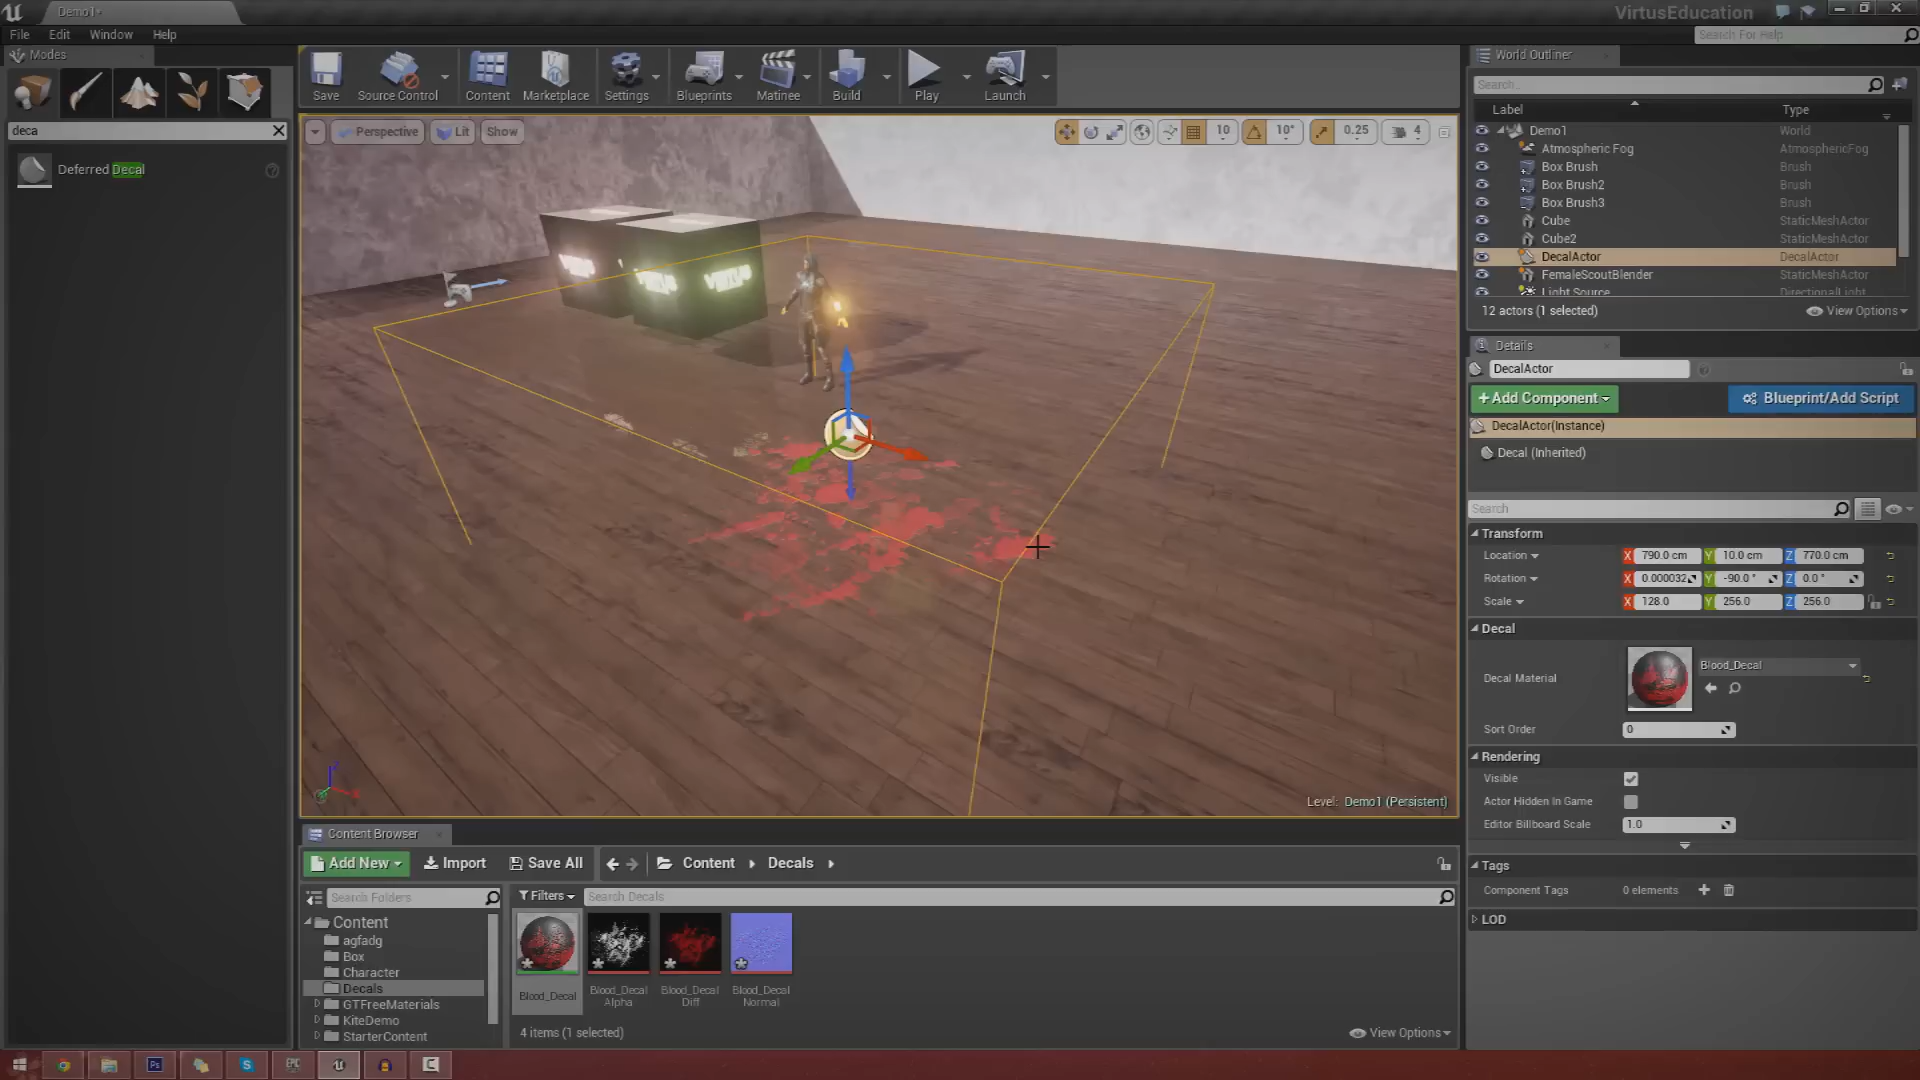 Demo1*
VirtusEducation
File Edit Window Help
Search For Help
Modes
deca
Deferred Decal
Save
Source Control
Content
Marketplace
Settings
Blueprints
Matinee
Build
Play
Launch
Perspective
Lit
Show
10
10°
0.25
4
VIRTUS
VIRTUS
Level: Demo1 (Persistent)
World Outliner
Search...
Label Type
Demo1 World
Atmospheric Fog AtmosphericFog
Box Brush Brush
Box Brush2 Brush
Box Brush3 Brush
Cube StaticMeshActor
Cube2 StaticMeshActor
DecalActor DecalActor
FemaleScoutBlender StaticMeshActor
Light Source DirectionalLight
12 actors (1 selected)
View Options
Details
DecalActor
+Add Component
Blueprint/Add Script
DecalActor(Instance)
Decal (Inherited)
Search
Transform
Location X 790.0 cm Y 10.0 cm Z 770.0 cm
Rotation X 0.000032 Y -90.0 ° Z 0.0 °
Scale X 128.0 Y 256.0 Z 256.0
Decal
Decal Material
Blood_Decal
Sort Order 0
Rendering
Visible
Actor Hidden In Game
Editor Billboard Scale 1.0
Tags
Component Tags 0 elements
LOD
Content Browser
Add New
Import
Save All
Content
Decals
Search Folders
Filters
Search Decals
Content
agfadg
Box
Character
Decals
GTFreeMaterials
KiteDemo
StarterContent
Blood_Decal
Blood_Decal
Alpha
Blood_Decal
Diff
Blood_Decal
Normal
4 items (1 selected)
View Options
Ps